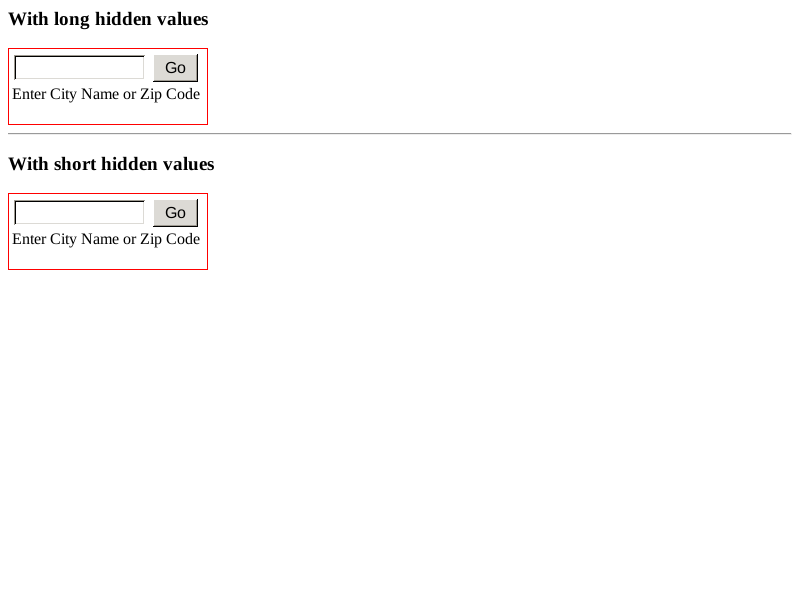 With long hidden values
Go
Enter City Name or Zip Code
With short hidden values
Go
Enter City Name or Zip Code